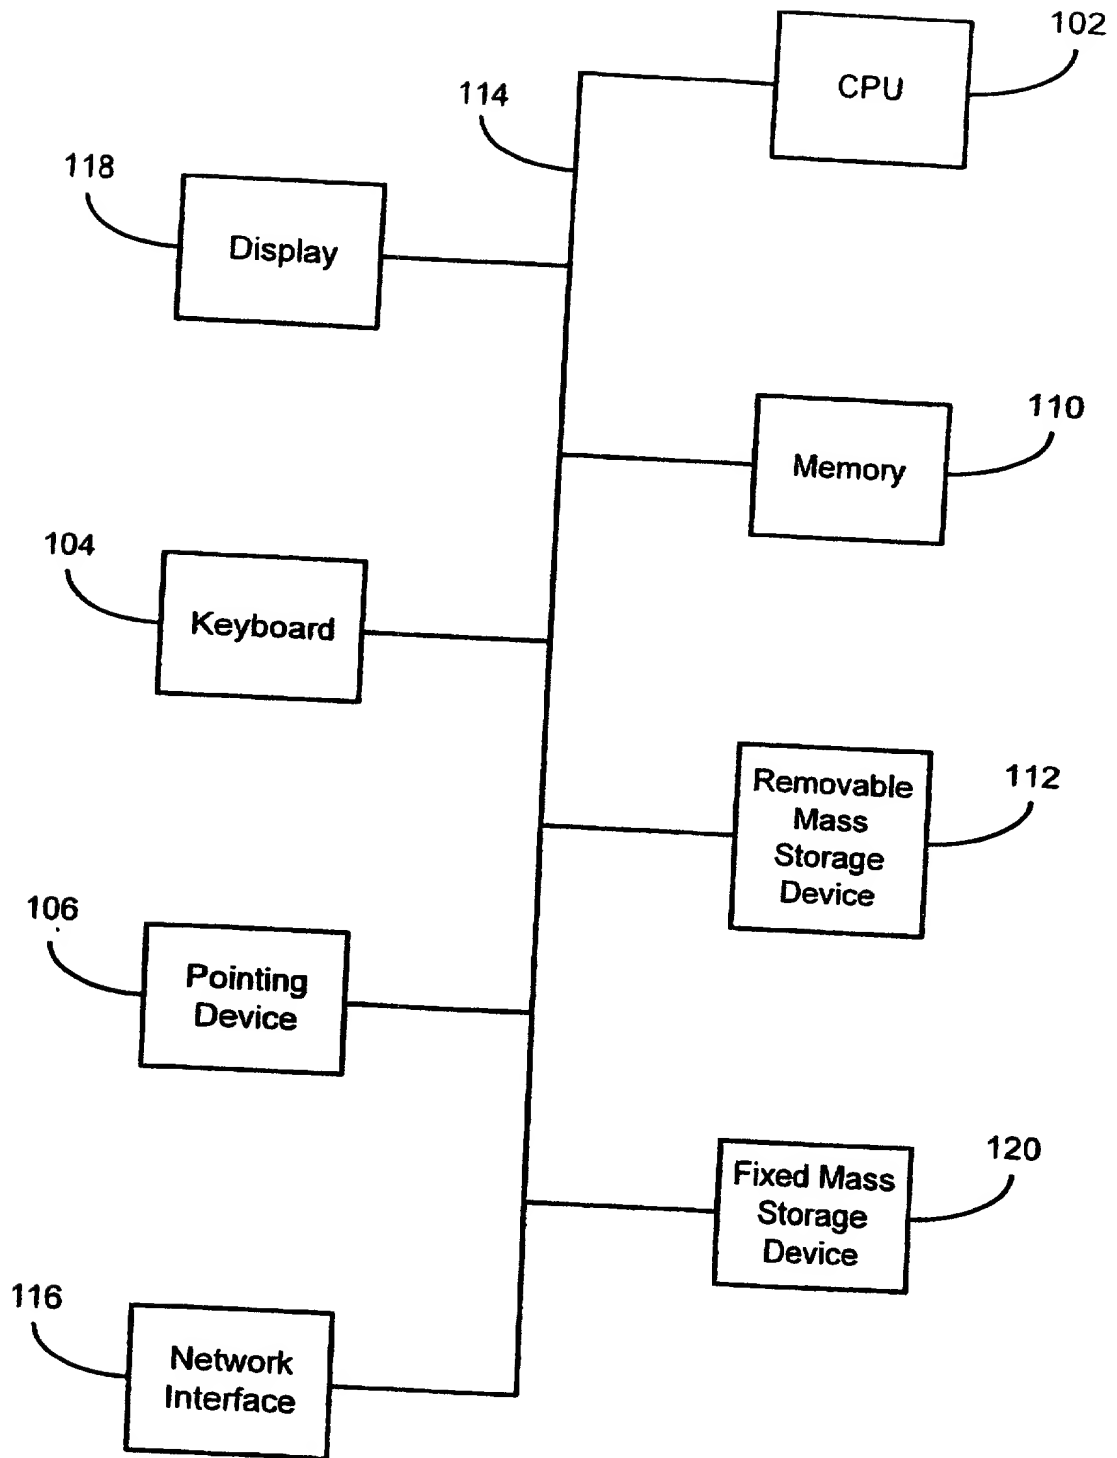 102
CPU
114
118
Display
110
Memory
104
Keyboard
112
Removable
Mass
Storage
Device
106
Pointing
Device
120
Fixed Mass
Storage
Device
116
Network
Interface